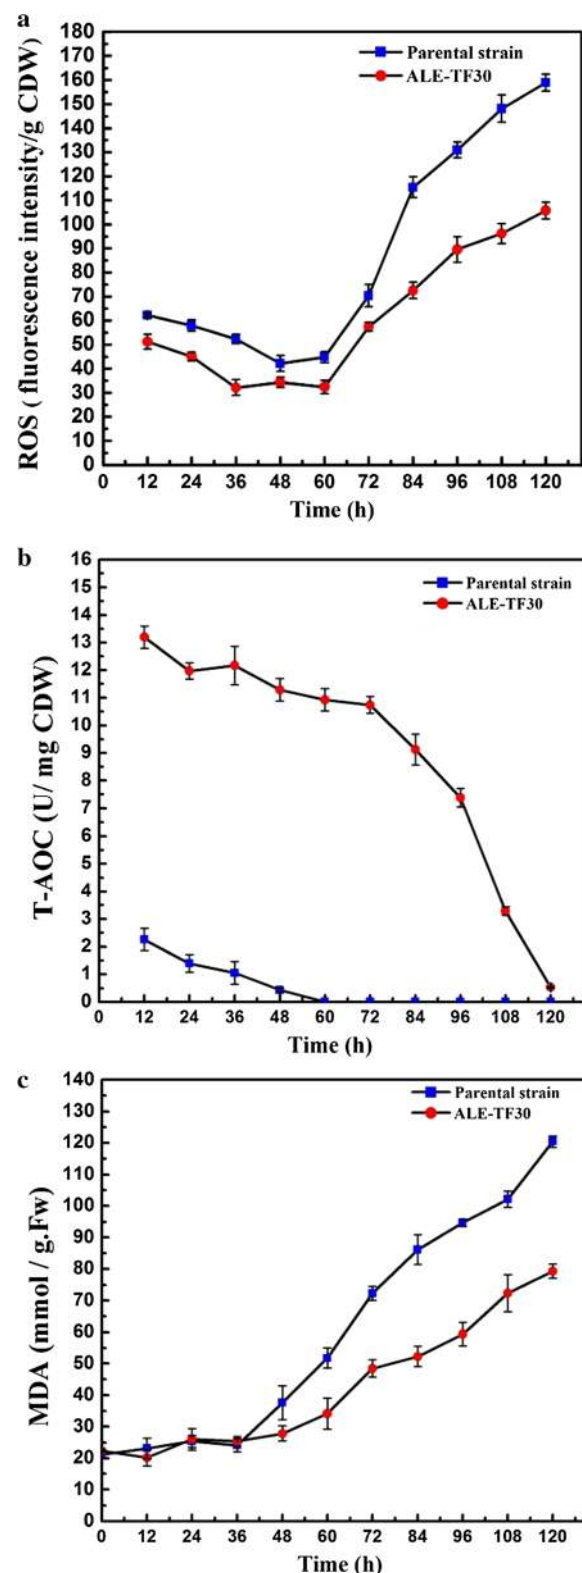 a
ROS ( fluorescence intensity/g CDW)
180
170
160
150
140
130
120
110
100
90
80
70
60
50
40
30
20
10
0
Parental strain
ALE-TF30
0 12 24 36 48 60 72 84 96 108 120
Time (h)
b
T-AOC (U/ mg CDW)
16
15
14
13
12
11
10
9
8
7
6
5
4
3
2
1
0
Parental strain
ALE-TF30
0 12 24 36 48 60 72 84 96 108 120
Time (h)
c
MDA (mmol / g.Fw)
140
130
120
110
100
90
80
70
60
50
40
30
20
10
0
Parental strain
ALE-TF30
0 12 24 36 48 60 72 84 96 108 120
Time (h)